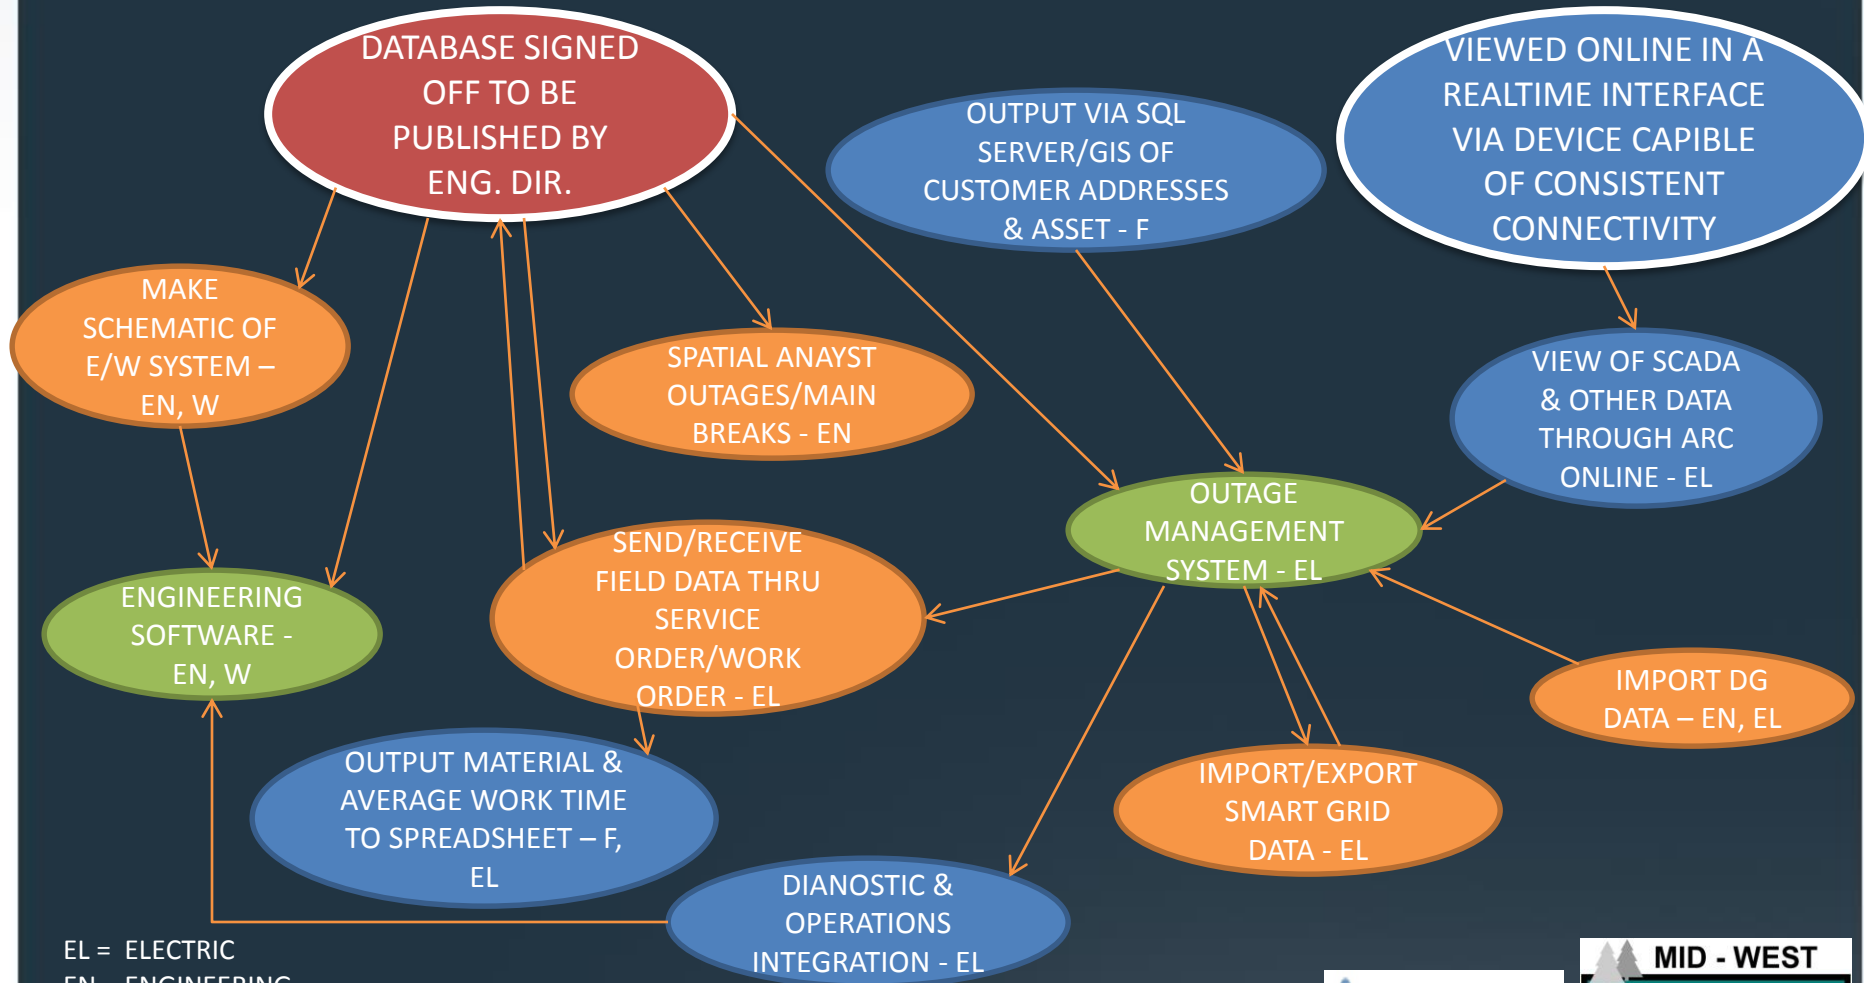 DATABASE SIGNED
OFF TO BE
PUBLISHED BY
ENG. DIR.
OUTPUT VIA SQL
SERVER/GIS OF
CUSTOMER ADDRESSES
& ASSET - F
VIEWED ONLINE IN A
REALTIME INTERFACE
VIA DEVICE CAPIBLE
OF CONSISTENT
CONNECTIVITY
MAKE
SCHEMATIC OF
E/W SYSTEM –
EN, W
SPATIAL ANAYST
OUTAGES/MAIN
BREAKS - EN
VIEW OF SCADA
& OTHER DATA
THROUGH ARC
ONLINE - EL
OUTAGE
MANAGEMENT
SYSTEM - EL
ENGINEERING
SOFTWARE -
EN, W
SEND/RECEIVE
FIELD DATA THRU
SERVICE
ORDER/WORK
ORDER - EL
IMPORT DG
DATA – EN, EL
OUTPUT MATERIAL &
AVERAGE WORK TIME
TO SPREADSHEET – F,
EL
IMPORT/EXPORT
SMART GRID
DATA - EL
DIANOSTIC &
OPERATIONS
INTEGRATION - EL
EL = ELECTRIC
EN = ENGINEERING
MID - WEST